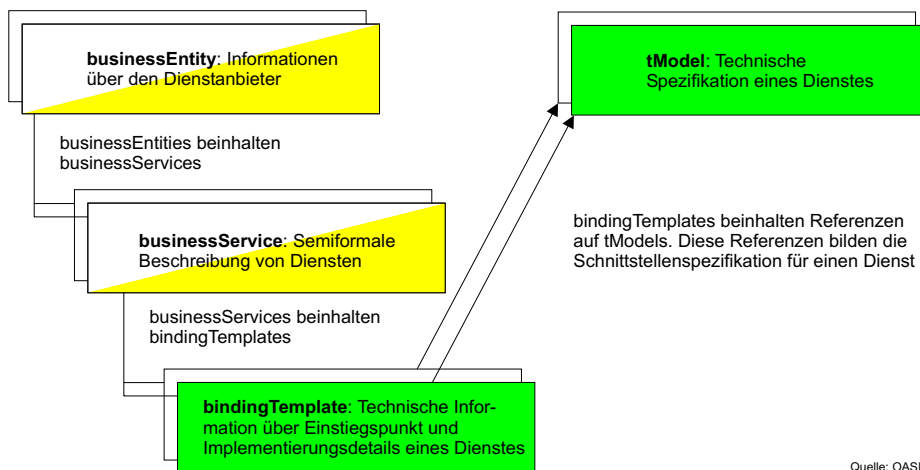 businessEntity: Informationen
über den Dienstanbieter
tModel: Technische
Spezifikation eines Dienstes
businessEntities beinhalten
businessServices
businessService: Semiformale
Beschreibung von Diensten
bindingTemplates beinhalten Referenzen
auf tModels. Diese Referenzen bilden die
Schnittstellenspezifikation für einen Dienst
businessServices beinhalten
bindingTemplates
bindingTemplate: Technische Infor-
mation über Einstiegspunkt und
Implementierungsdetails eines Dienstes
Quelle: